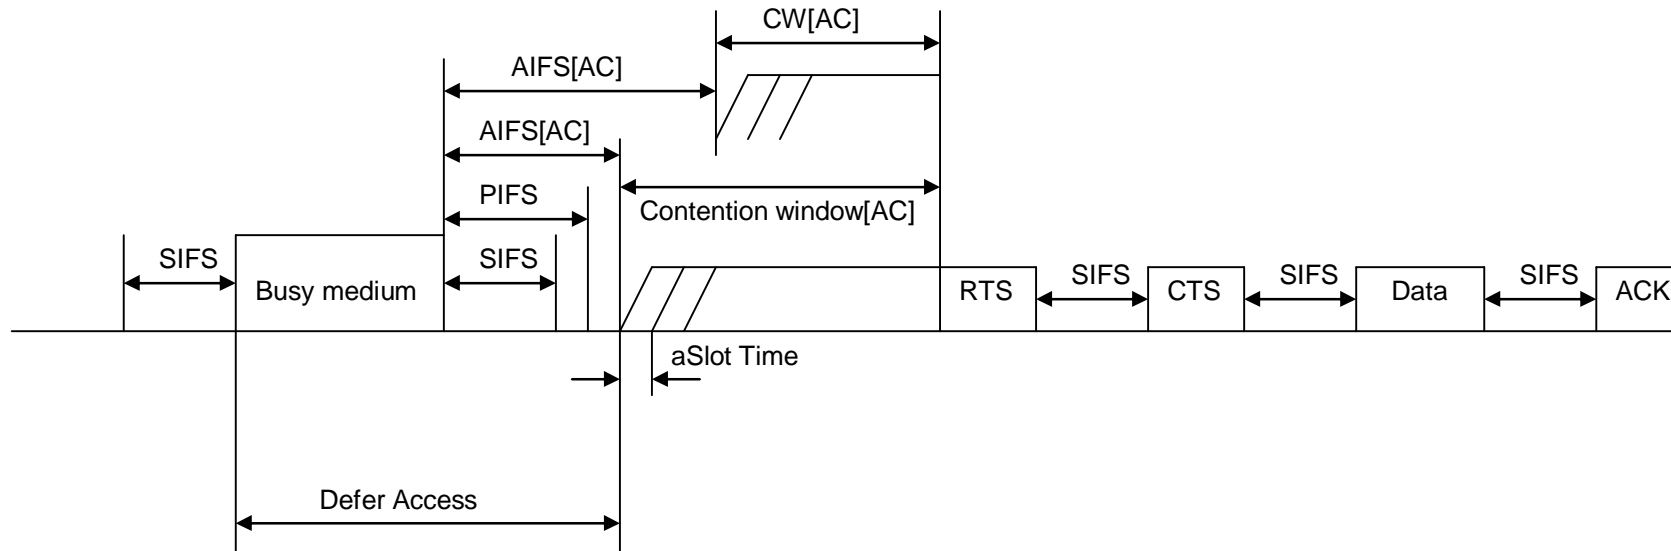 CW[AC]
AIFS[AC]
AIFS[AC]
PIFS
Contention window[AC]
SIFS
Busy medium
SIFS
RTS
SIFS
CTS
SIFS
Data
SIFS
ACK
aSlot Time
Defer Access